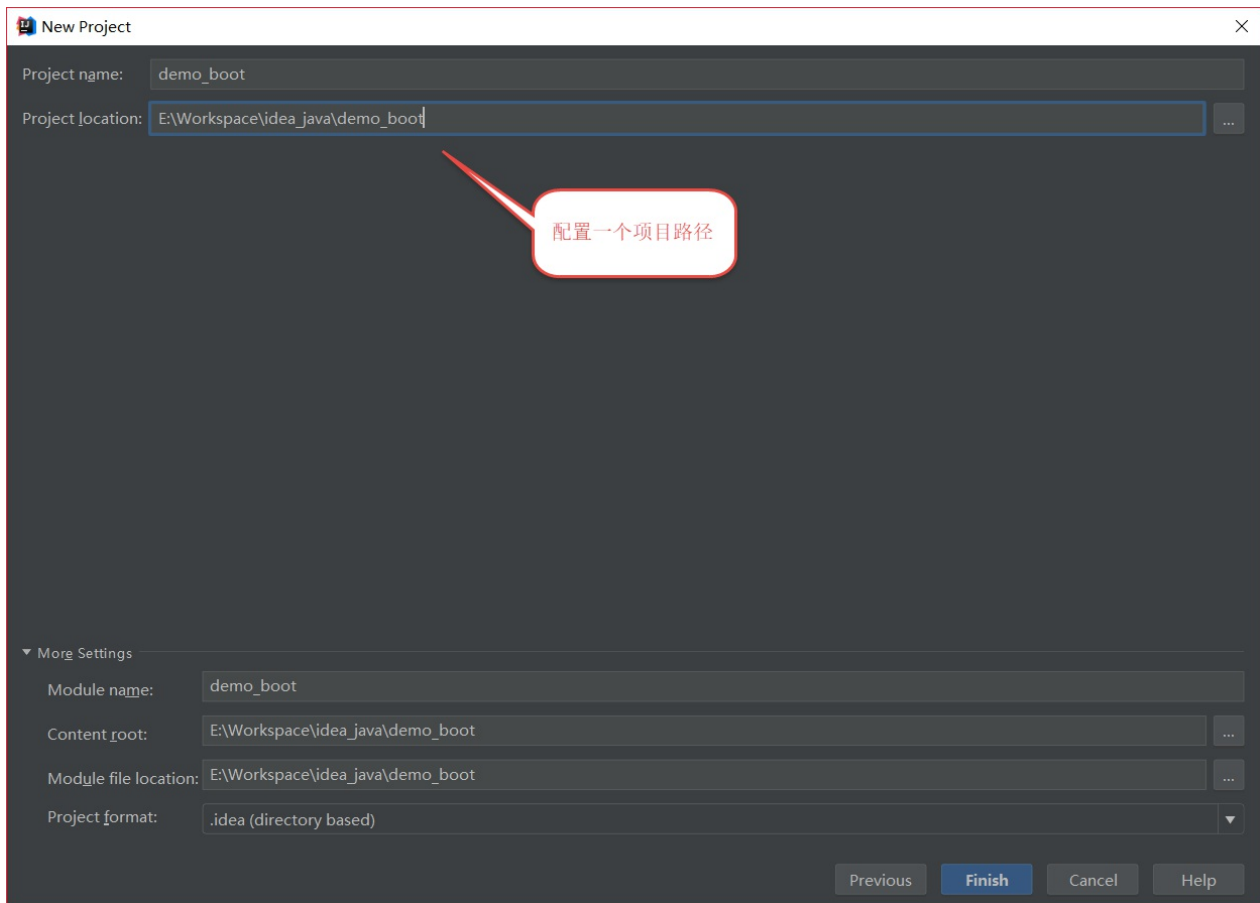 New Project
Project name: demo_boot
Project location: E:\Workspace\idea_java\demo_boot ...
配置一个项目路径
More Settings
Module name: demo_boot
Content root: E:\Workspace\idea_java\demo_boot ...
Module file location: E:\Workspace\idea_java\demo_boot ...
Project format: .idea (directory based)
Previous Finish Cancel Help